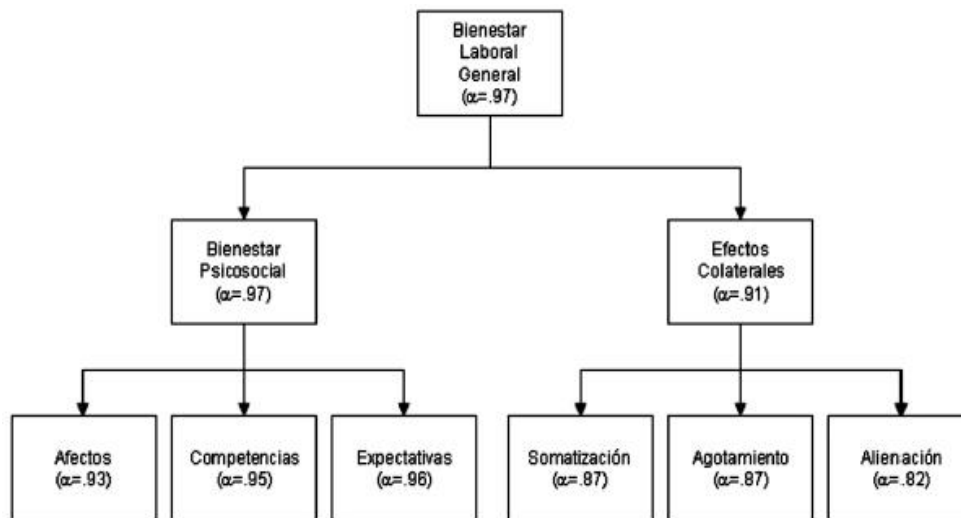 Bienestar
Laboral
General
(α=.97)
Bienestar
Psicosocial
(α=.97)
Efectos
Colaterales
(α=.91)
Afectos
(α=.93)
Competencias
(α=.95)
Expectativas
(α=.96)
Somatización
(α=.87)
Agotamiento
(α=.87)
Alienación
(α=.82)